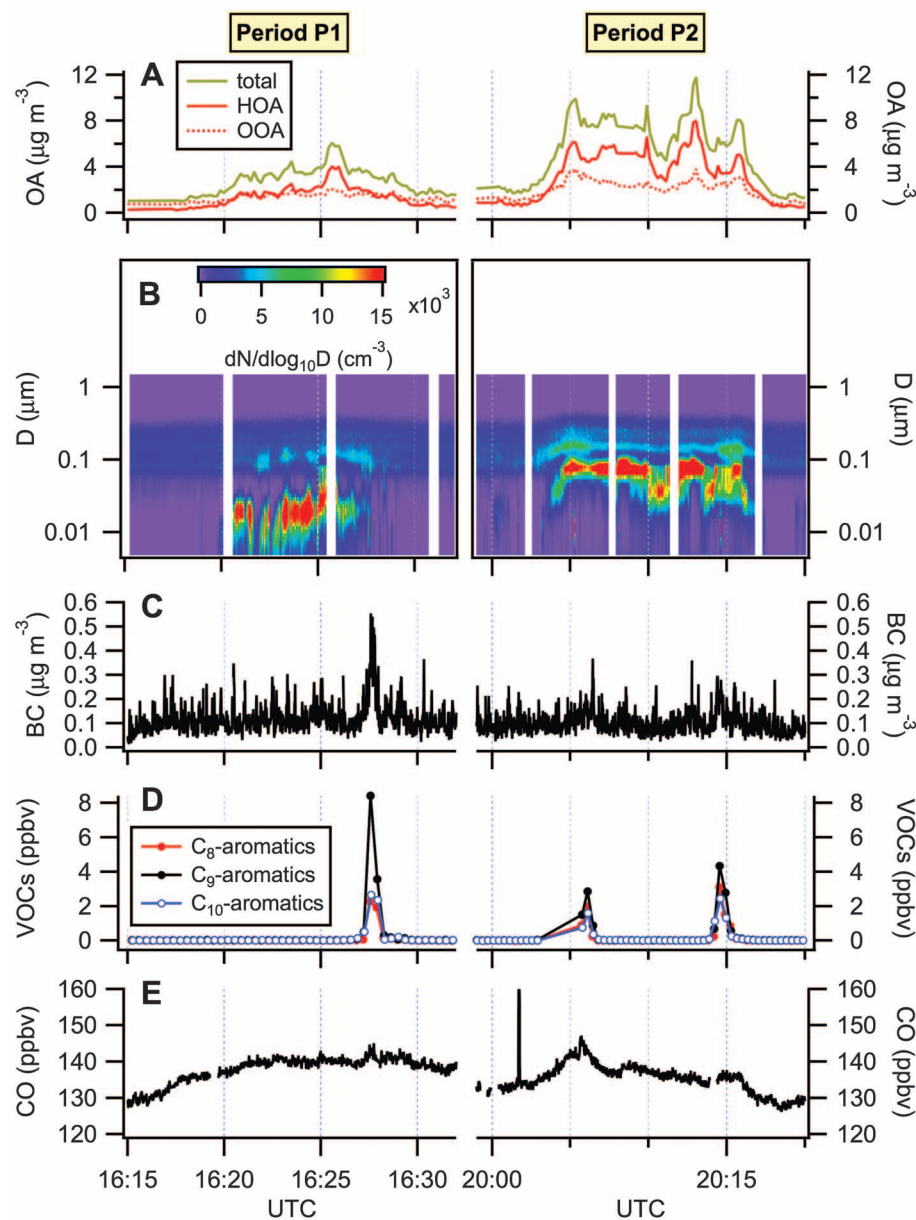 Period P1
Period P2
A
total
HOA
OOA
OA (μg m⁻³)
12
8
4
0
12
8
4
0
OA (μg m⁻³)
B
0
5
10
15
x10³
dN/dlog₁₀D (cm⁻³)
D (μm)
1
0.1
0.01
1
0.1
0.01
D (μm)
C
BC (μg m⁻³)
0.6
0.5
0.4
0.3
0.2
0.1
0.0
0.6
0.5
0.4
0.3
0.2
0.1
0.0
BC (μg m⁻³)
D
C₈-aromatics
C₉-aromatics
C₁₀-aromatics
VOCs (ppbv)
8
6
4
2
0
8
6
4
2
0
VOCs (ppbv)
E
CO (ppbv)
160
150
140
130
120
160
150
140
130
120
CO (ppbv)
16:15
16:20
16:25
16:30
20:00
20:15
UTC
UTC